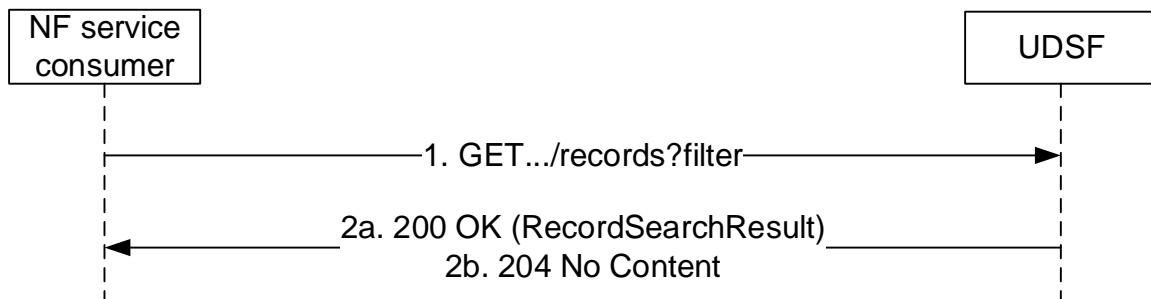 NF service
consumer
UDSF
1. GET.../records?filter
2a. 200 OK (RecordSearchResult)
2b. 204 No Content